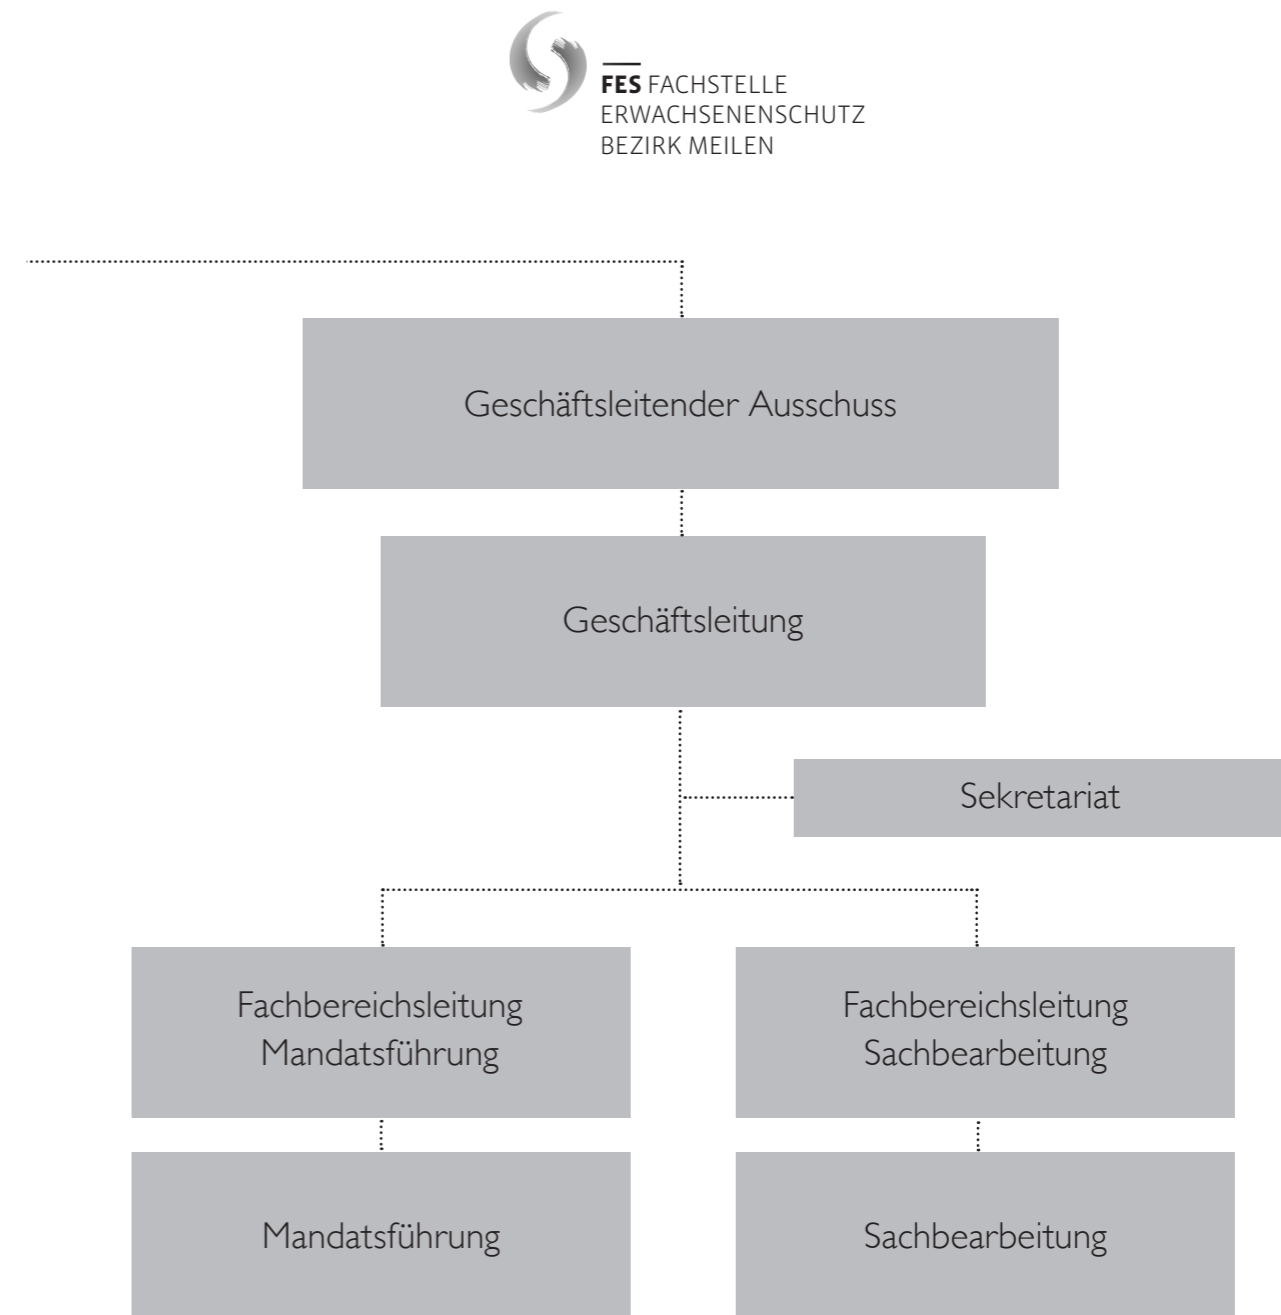 FES FACHSTELLE
ERWACHSENENSCHUTZ
BEZIRK MEILEN
Geschäftsleitender Ausschuss
Geschäftsleitung
Sekretariat
Fachbereichsleitung
Mandatsführung
Fachbereichsleitung
Sachbearbeitung
Mandatsführung
Sachbearbeitung